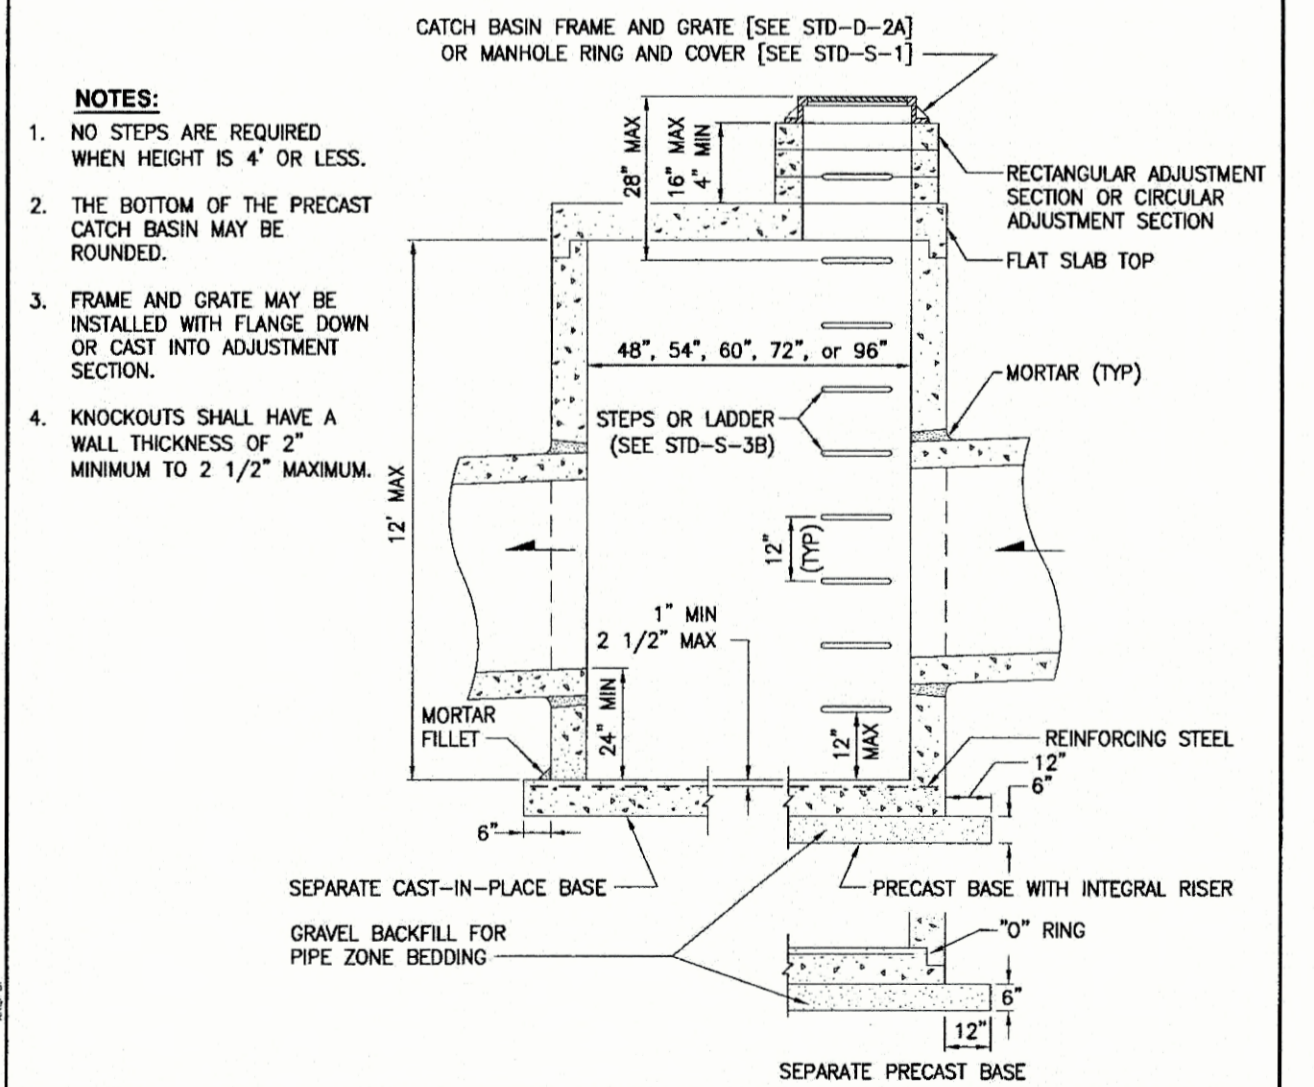 CATCH BASIN FRAME AND GRATE [SEE STD-D-2A]
OR MANHOLE RING AND COVER [SEE STD-S-1]
NOTES:
1. NO STEPS ARE REQUIRED
WHEN HEIGHT IS 4' OR LESS.
2. THE BOTTOM OF THE PRECAST
CATCH BASIN MAY BE
ROUNDED.
3. FRAME AND GRATE MAY BE
INSTALLED WITH FLANGE DOWN
OR CAST INTO ADJUSTMENT
SECTION.
4. KNOCKOUTS SHALL HAVE A
WALL THICKNESS OF 2"
MINIMUM TO 2 1/2" MAXIMUM.
28" MAX
16" MAX
4" MIN
RECTANGULAR ADJUSTMENT
SECTION OR CIRCULAR
ADJUSTMENT SECTION
FLAT SLAB TOP
48", 54", 60", 72", or 96"
MORTAR (TYP)
STEPS OR LADDER
(SEE STD-S-3B)
12' MAX
12"
(TYP)
1" MIN
2 1/2" MAX
24" MIN
12"
MAX
MORTAR
FILLET
REINFORCING STEEL
12"
6"
6"
SEPARATE CAST-IN-PLACE BASE
PRECAST BASE WITH INTEGRAL RISER
GRAVEL BACKFILL FOR
PIPE ZONE BEDDING
"O" RING
6"
12"
SEPARATE PRECAST BASE